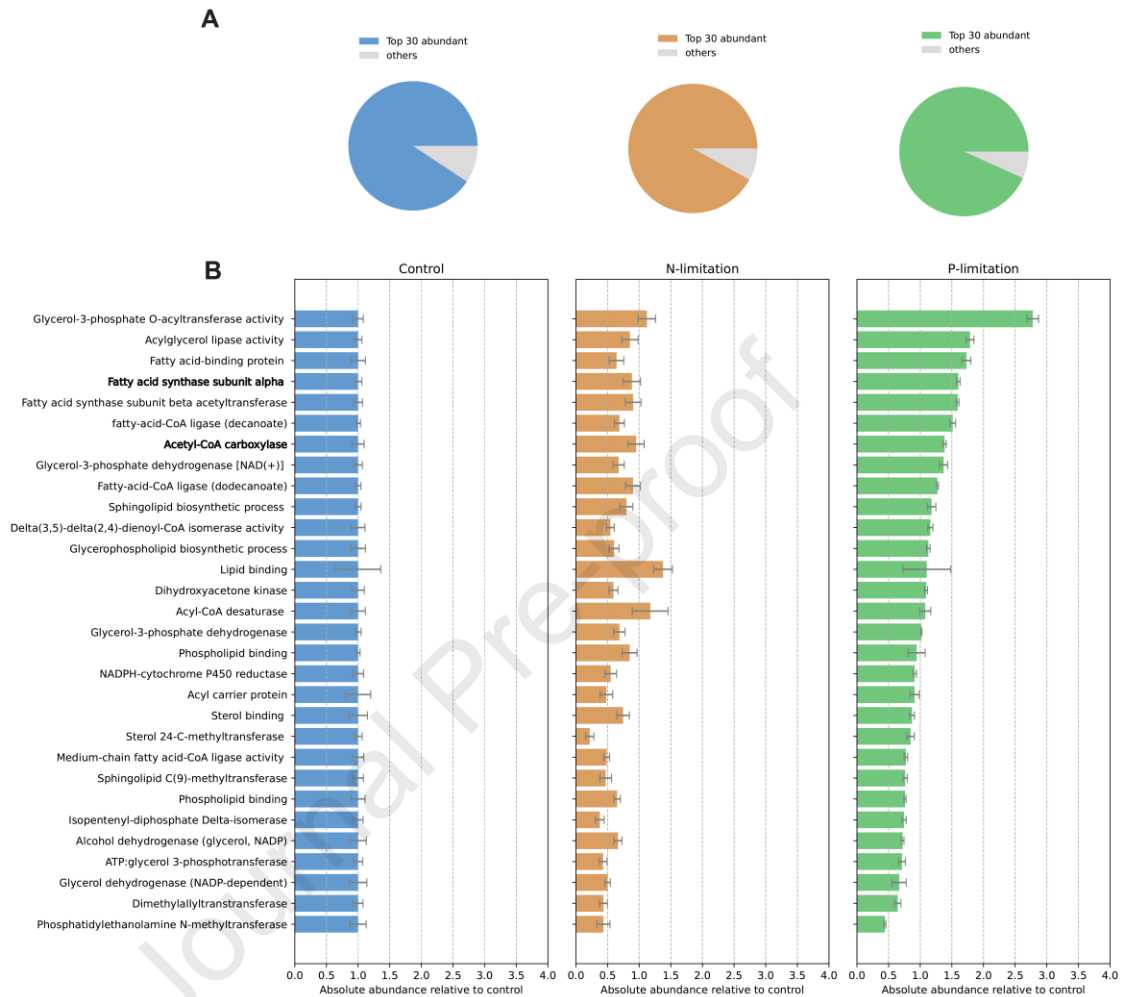 A
Top 30 abundant
others
Top 30 abundant
others
Top 30 abundant
others
B
Control
N-limitation
P-limitation
Glycerol-3-phosphate O-acyltransferase activity
Acylglycerol lipase activity
Fatty acid-binding protein
Fatty acid synthase subunit alpha
Fatty acid synthase subunit beta acetyltransferase
fatty-acid-CoA ligase (decanoate)
Acetyl-CoA carboxylase
Glycerol-3-phosphate dehydrogenase [NAD(+)]
Fatty-acid-CoA ligase (dodecanoate)
Sphingolipid biosynthetic process
Delta(3,5)-delta(2,4)-dienoyl-CoA isomerase activity
Glycerophospholipid biosynthetic process
Lipid binding
Dihydroxyacetone kinase
Acyl-CoA desaturase
Glycerol-3-phosphate dehydrogenase
Phospholipid binding
NADPH-cytochrome P450 reductase
Acyl carrier protein
Sterol binding
Sterol 24-C-methyltransferase
Medium-chain fatty acid-CoA ligase activity
Sphingolipid C(9)-methyltransferase
Phospholipid binding
Isopentenyl-diphosphate Delta-isomerase
Alcohol dehydrogenase (glycerol, NADP)
ATP:glycerol 3-phosphotransferase
Glycerol dehydrogenase (NADP-dependent)
Dimethylallyltranstransferase
Phosphatidylethanolamine N-methyltransferase
0.0 0.5 1.0 1.5 2.0 2.5 3.0 3.5 4.0
Absolute abundance relative to control
0.0 0.5 1.0 1.5 2.0 2.5 3.0 3.5 4.0
Absolute abundance relative to control
0.0 0.5 1.0 1.5 2.0 2.5 3.0 3.5 4.0
Absolute abundance relative to control
Journal Pre-proof